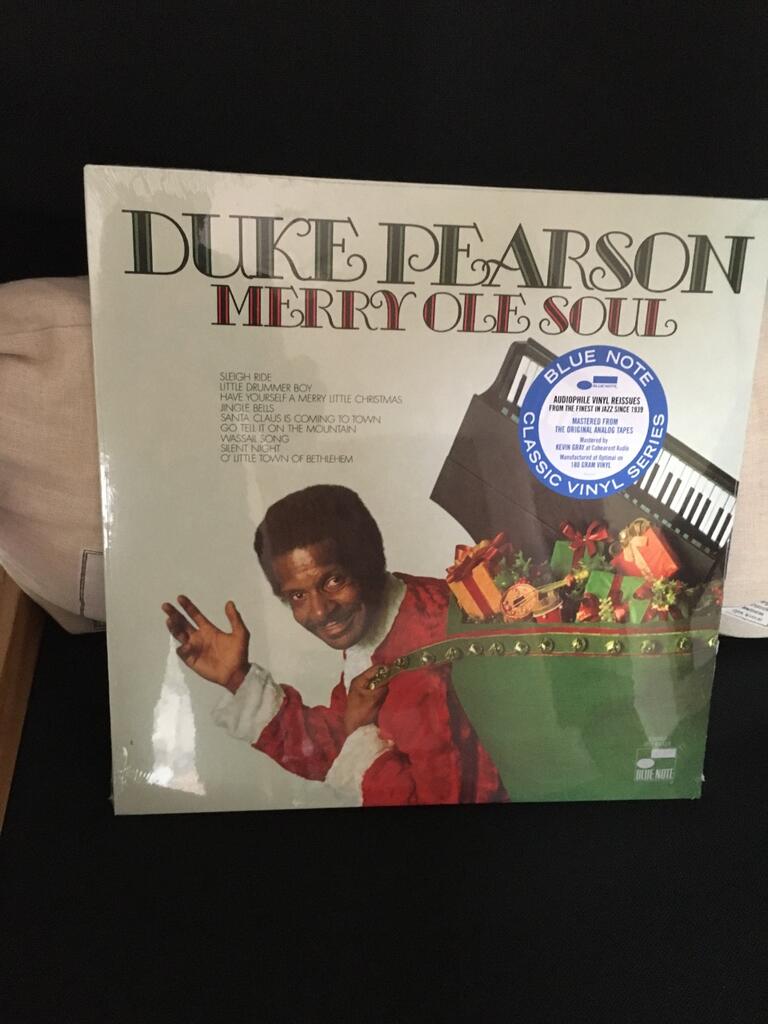 DUKE PEARSON
MERRY OLE SOUL
SLEIGH RIDE
LITTLE DRUMMER BOY
HAVE YOURSELF A MERRY LITTLE CHRISTMAS
JINGLE BELLS
SANTA CLAUS IS COMING TO TOWN
GO TELL IT ON THE MOUNTAIN
WASSAIL SONG
SILENT NIGHT
O' LITTLE TOWN OF BETHLEHEM
BLUE NOTE
BLUE NOTE
AUDIOPHILE VINYL REISSUES
FROM THE FINEST IN JAZZ SINCE 1939
MASTERED FROM
THE ORIGINAL ANALOG TAPES
Mastered by
KEVIN GRAY at Cohearent Audio
Manufactured at Optimal on
180 GRAM VINYL
CLASSIC VINYL SERIES
BLUE NOTE